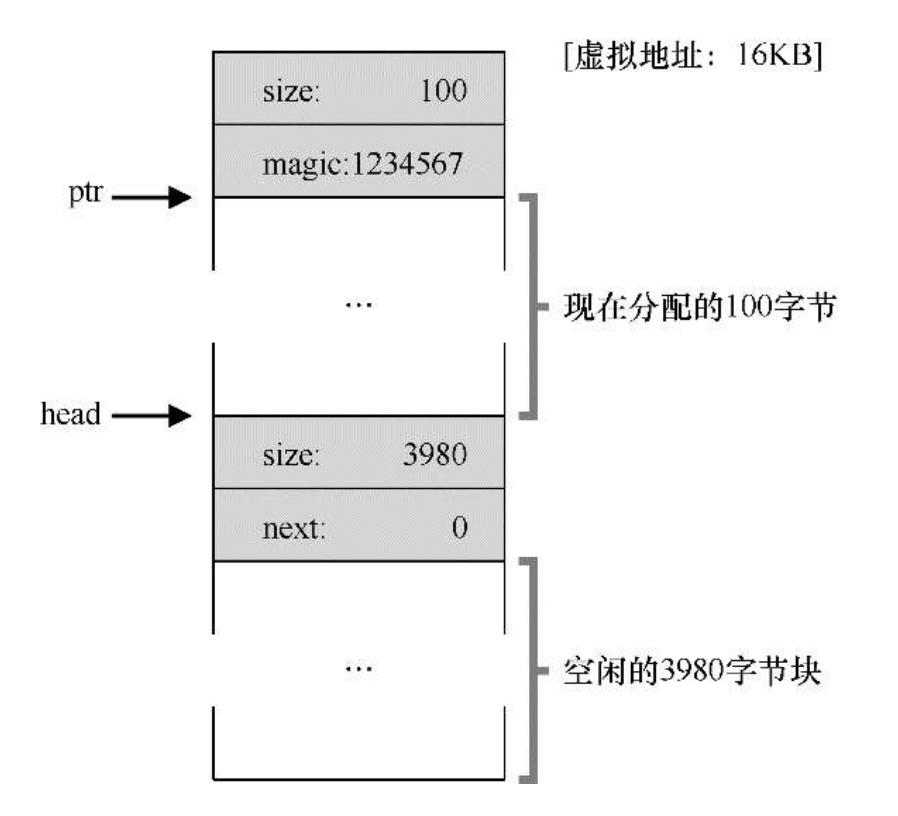 [虚拟地址：16KB]
size: 100
magic:1234567
ptr
...
现在分配的100字节
head
size: 3980
next: 0
...
空闲的3980字节块